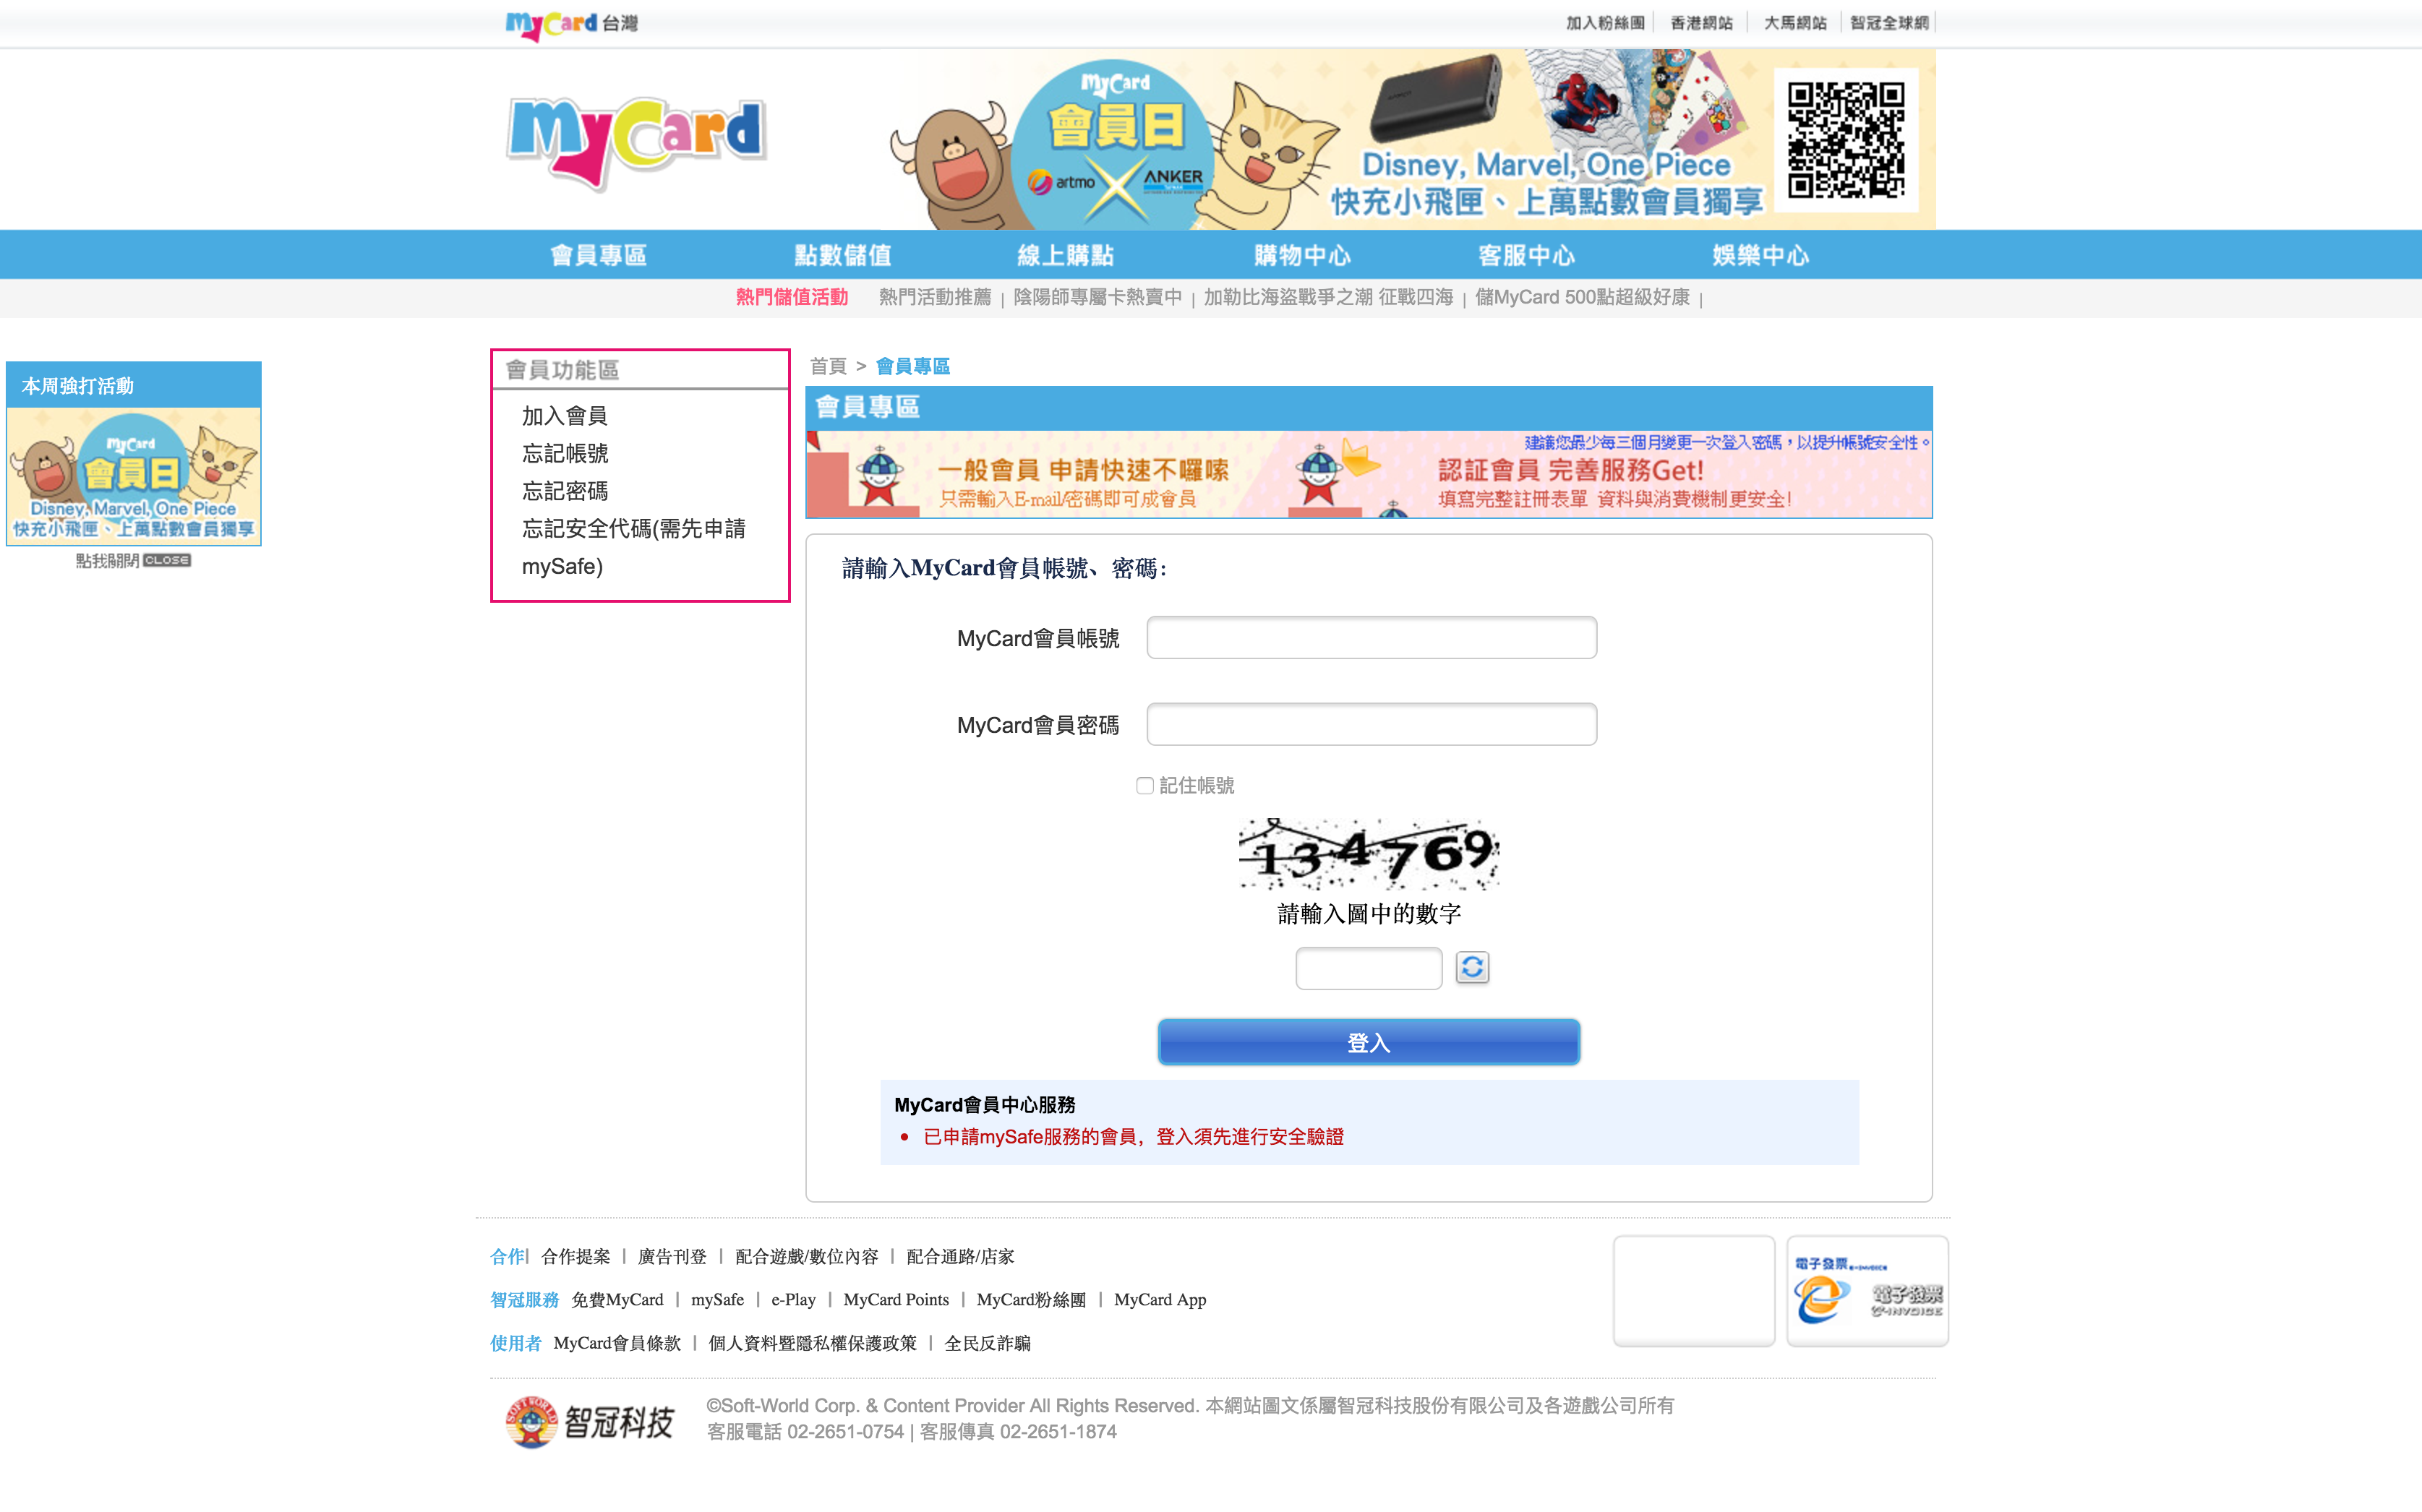 MyCard 台灣
加入粉絲團 香港網站 大馬網站 智冠全球網
MyCard
MyCard
會員日
artmo X ANKER
Disney, Marvel, One Piece
快充小飛匣、上萬點數會員獨享
會員專區 點數儲值 線上購點 購物中心 客服中心 娛樂中心
熱門儲值活動 熱門活動推薦 | 陰陽師專屬卡熱賣中 | 加勒比海盜戰爭之潮 征戰四海 | 儲MyCard 500點超級好康 |
本周強打活動
MyCard
會員日
Disney, Marvel, One Piece
快充小飛匣、上萬點數會員獨享
點我關閉 CLOSE
會員功能區
加入會員
忘記帳號
忘記密碼
忘記安全代碼(需先申請
mySafe)
首頁 > 會員專區
會員專區
建議您最少每三個月變更一次登入密碼，以提升帳號安全性。
一般會員 申請快速不囉嗦
只需輸入E-mail/密碼即可成會員
認証會員 完善服務Get!
填寫完整註冊表單 資料與消費機制更安全!
請輸入MyCard會員帳號、密碼：
MyCard會員帳號
MyCard會員密碼
記住帳號
134769
請輸入圖中的數字
登入
MyCard會員中心服務
• 已申請mySafe服務的會員，登入須先進行安全驗證
合作| 合作提案 | 廣告刊登 | 配合遊戲/數位內容 | 配合通路/店家
智冠服務 免費MyCard | mySafe | e-Play | MyCard Points | MyCard粉絲團 | MyCard App
使用者 MyCard會員條款 | 個人資料暨隱私權保護政策 | 全民反詐騙
電子發票 E-INVOICE
電子發票
E-INVOICE
SOFT WORLD 智冠科技
©Soft-World Corp. & Content Provider All Rights Reserved. 本網站圖文係屬智冠科技股份有限公司及各遊戲公司所有
客服電話 02-2651-0754 | 客服傳真 02-2651-1874